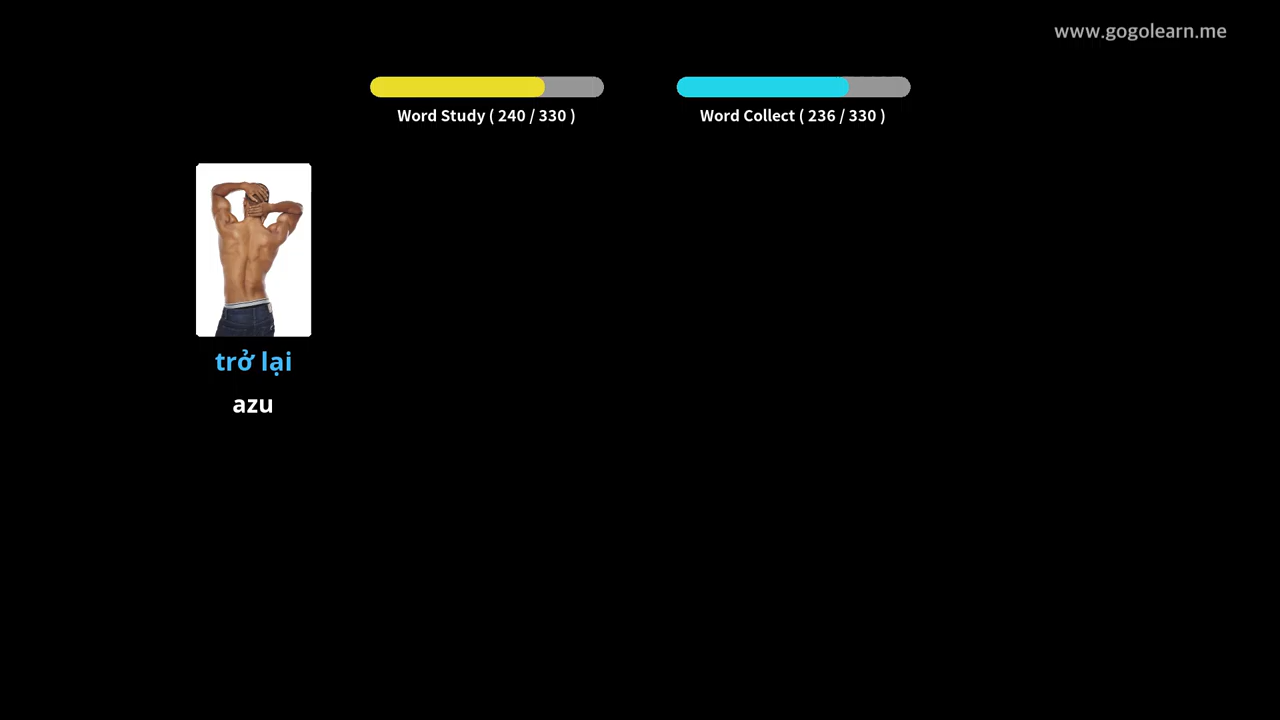 www.gogolearn.me
Word Study ( 240 / 330 )
Word Collect ( 236 / 330 )
trở lại
azu